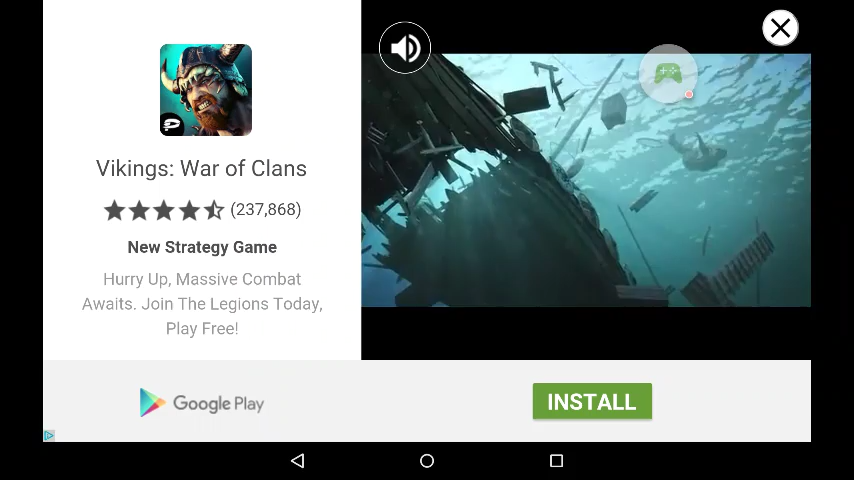 Vikings: War of Clans
(237,868)
New Strategy Game
Hurry Up, Massive Combat
Awaits. Join The Legions Today,
Play Free!
Google Play
INSTALL